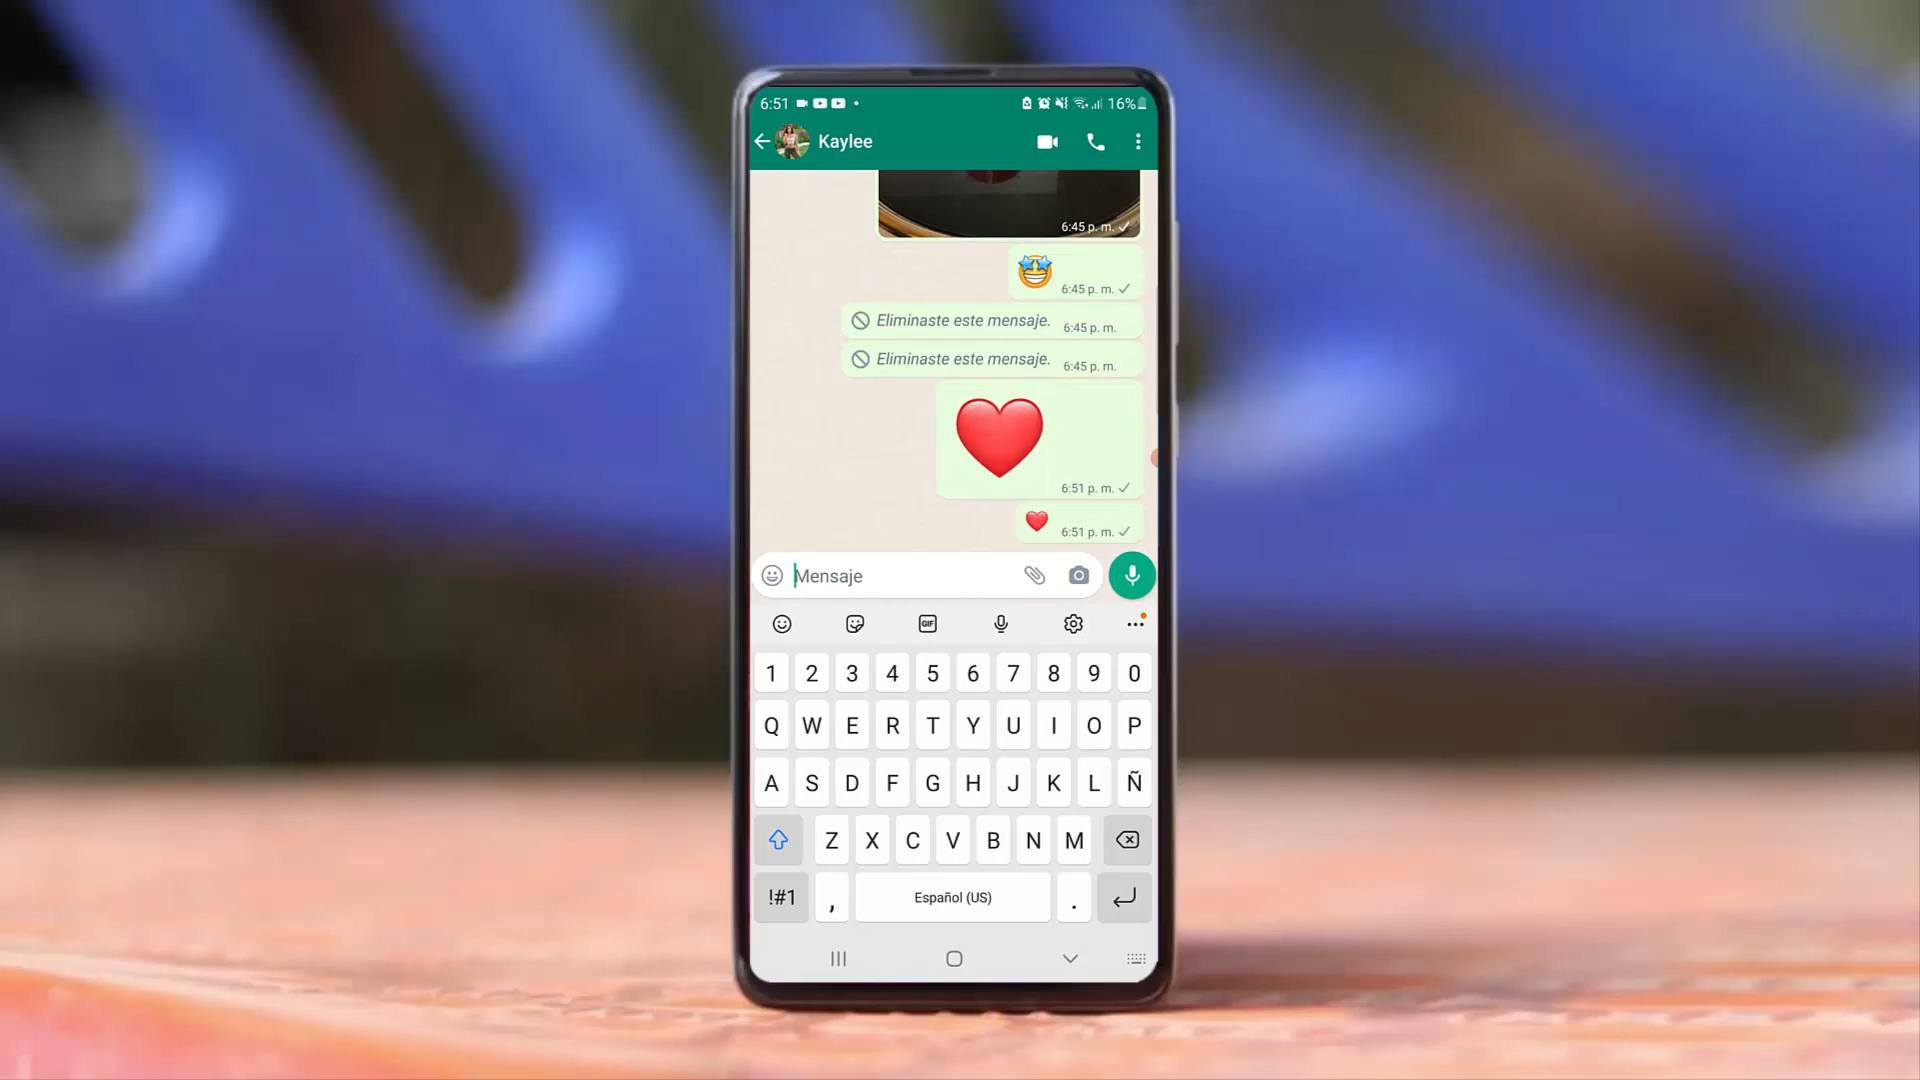 6:51
16%
Kaylee
6:45 p. m.
6:45 p. m.
Eliminaste este mensaje. 6:45 p. m.
Eliminaste este mensaje. 6:45 p. m.
6:51 p. m.
6:51 p. m.
Mensaje
GIF
1 2 3 4 5 6 7 8 9 0
Q W E R T Y U I O P
A S D F G H J K L Ñ
Z X C V B N M
!#1 , Español (US) .